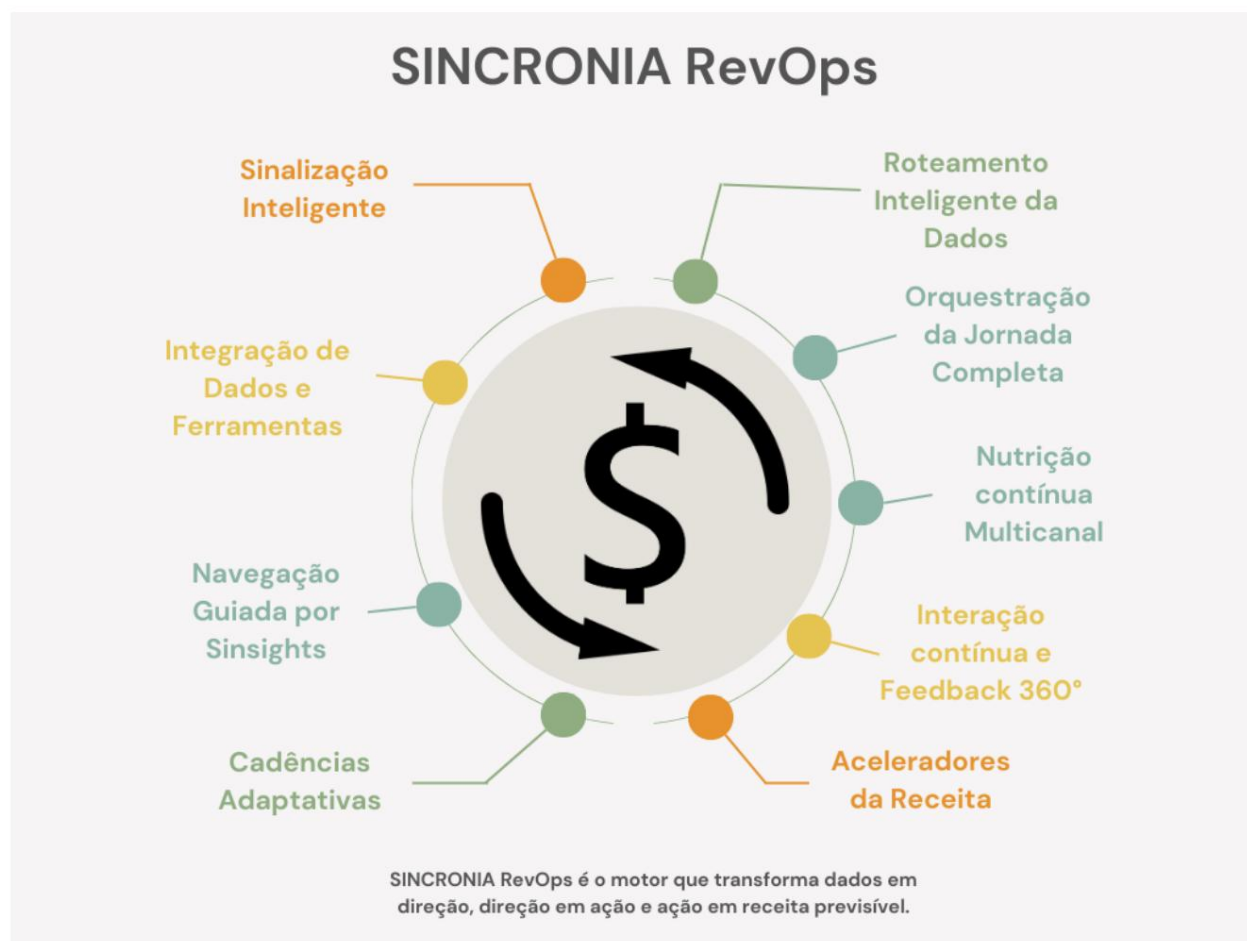 SINCRONIA RevOps
Sinalização
Inteligente
Integração de
Dados e
Ferramentas
Navegação
Guiada por
Sinsights
Cadências
Adaptativas
Roteamento
Inteligente da
Dados
Orquestração
da Jornada
Completa
Nutrição
contínua
Multicanal
Interação
contínua e
Feedback 360°
Aceleradores
da Receita
$
SINCRONIA RevOps é o motor que transforma dados em
direção, direção em ação e ação em receita previsível.